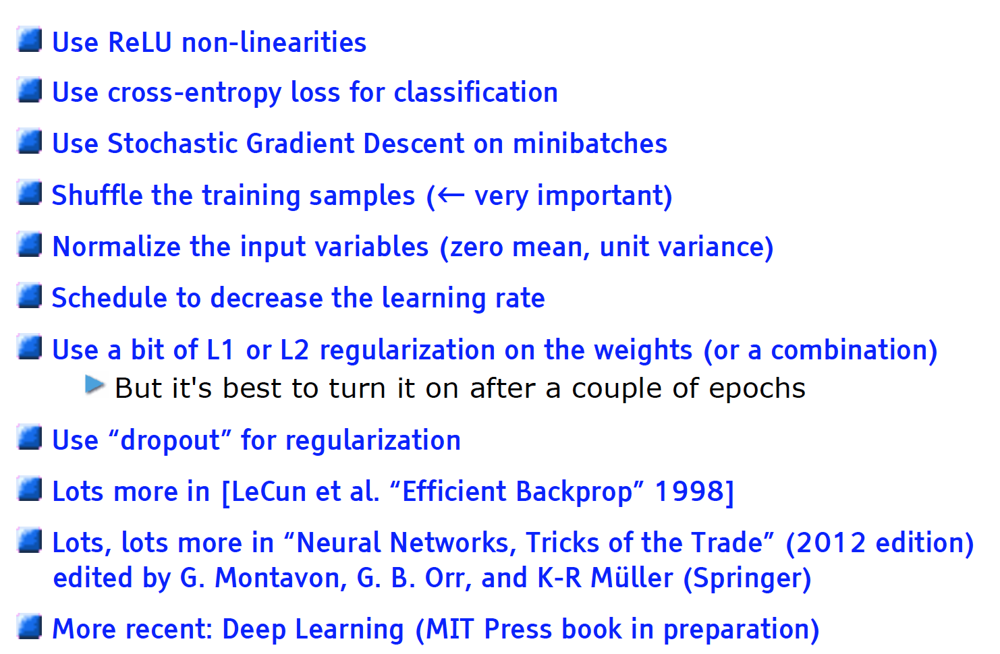 Use ReLU non-linearities
Use cross-entropy loss for classification
Use Stochastic Gradient Descent on minibatches
Shuffle the training samples (← very important)
Normalize the input variables (zero mean, unit variance)
Schedule to decrease the learning rate
Use a bit of L1 or L2 regularization on the weights (or a combination)
But it's best to turn it on after a couple of epochs
Use “dropout” for regularization
Lots more in [LeCun et al. “Efficient Backprop” 1998]
Lots, lots more in “Neural Networks, Tricks of the Trade” (2012 edition)
edited by G. Montavon, G. B. Orr, and K-R Müller (Springer)
More recent: Deep Learning (MIT Press book in preparation)